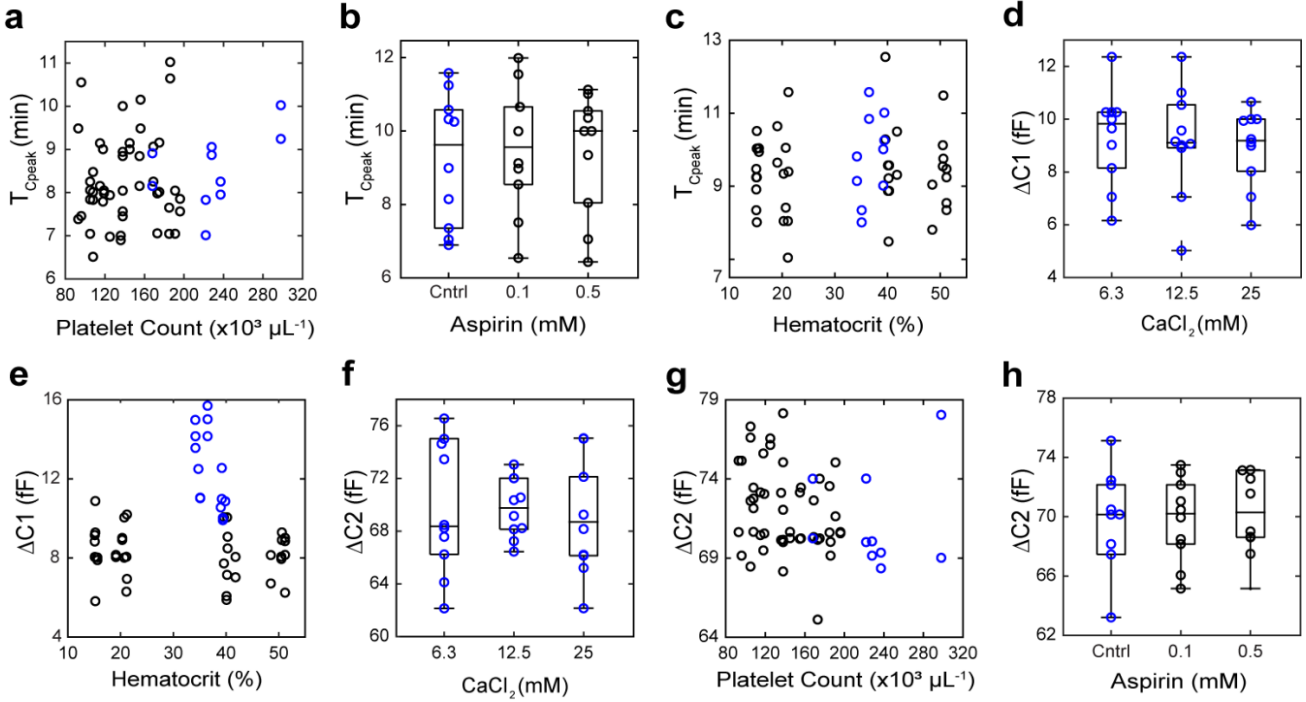 a
T_Cpeak (min)
11
10
9
8
7
6
80 120 160 200 240 280 320
Platelet Count (x10³ µL⁻¹)
b
T_Cpeak (min)
12
10
8
6
Cntrl 0.1 0.5
Aspirin (mM)
c
T_Cpeak (min)
13
11
9
7
10 20 30 40 50
Hematocrit (%)
d
ΔC1 (fF)
12
10
8
6
4
6.3 12.5 25
CaCl₂(mM)
e
ΔC1 (fF)
16
12
8
4
10 20 30 40 50
Hematocrit (%)
f
ΔC2 (fF)
76
72
68
64
60
6.3 12.5 25
CaCl₂(mM)
g
ΔC2 (fF)
79
74
69
64
80 120 160 200 240 280 320
Platelet Count (x10³ µL⁻¹)
h
ΔC2 (fF)
78
74
70
66
62
Cntrl 0.1 0.5
Aspirin (mM)